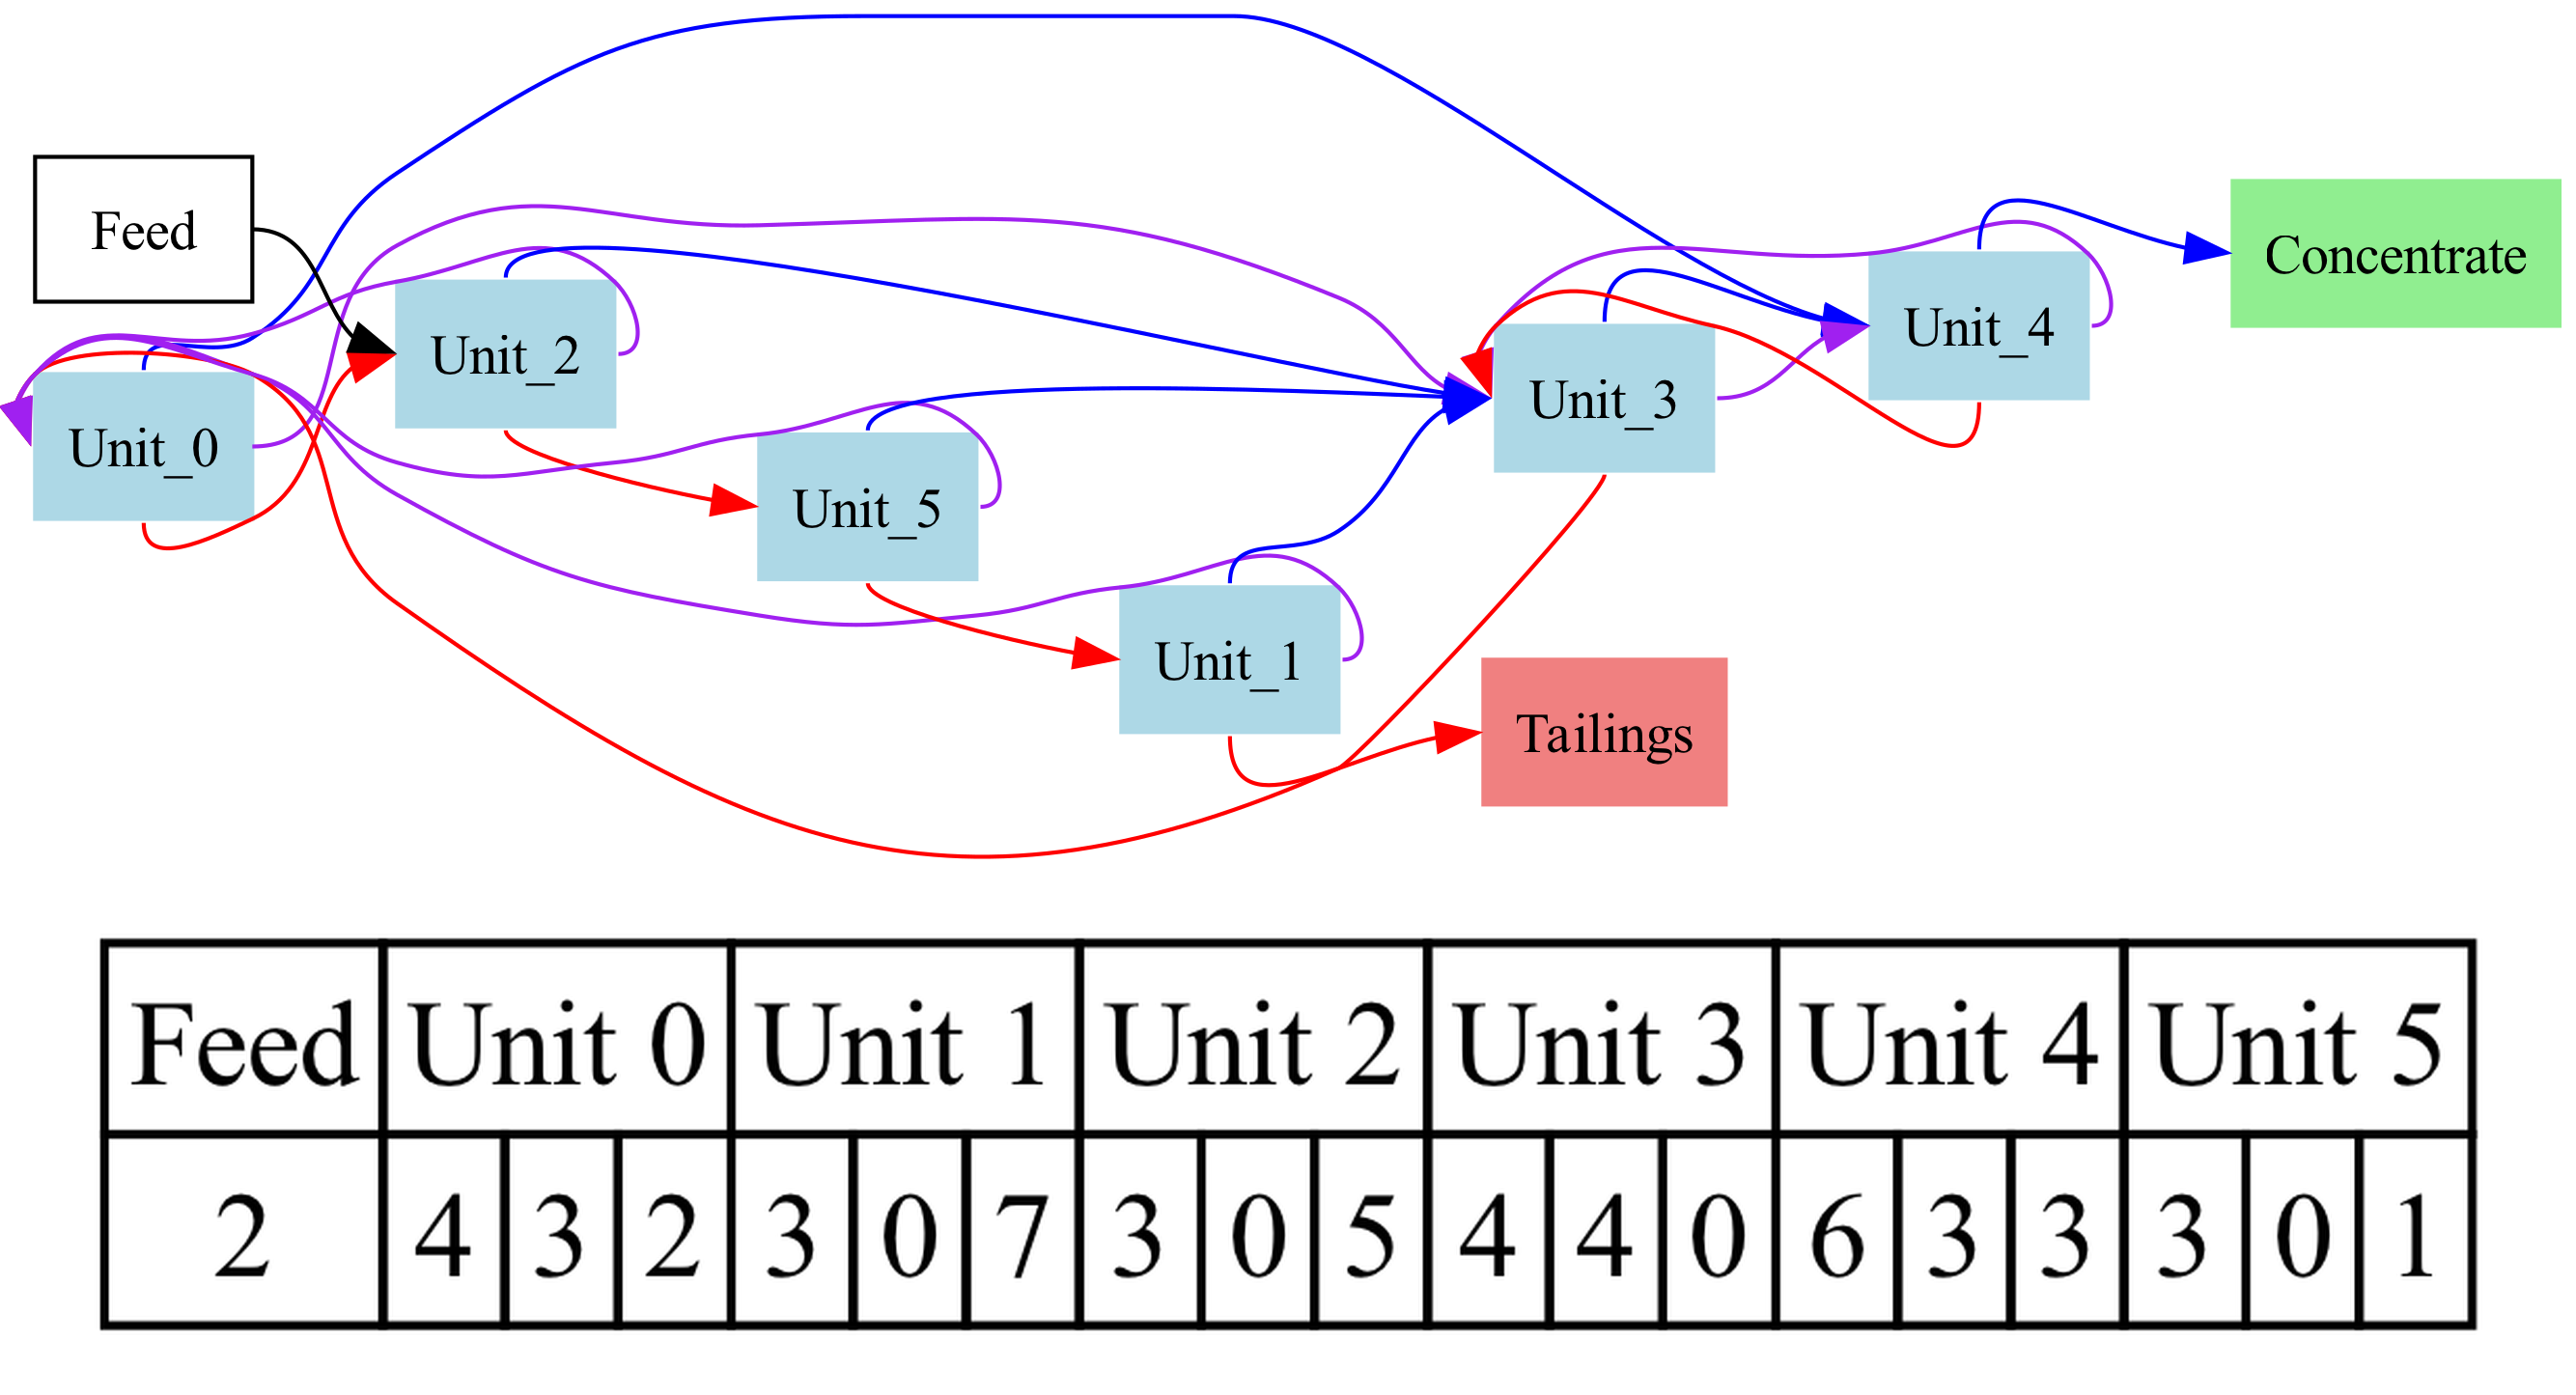 Feed
Concentrate
Unit_2
Unit_4
Unit_3
Unit_0
Unit_5
Unit_1
Tailings
Feed Unit 0 Unit 1 Unit 2 Unit 3 Unit 4 Unit 5
2 4 3 2 3 0 7 3 0 5 4 4 0 6 3 3 3 0 1